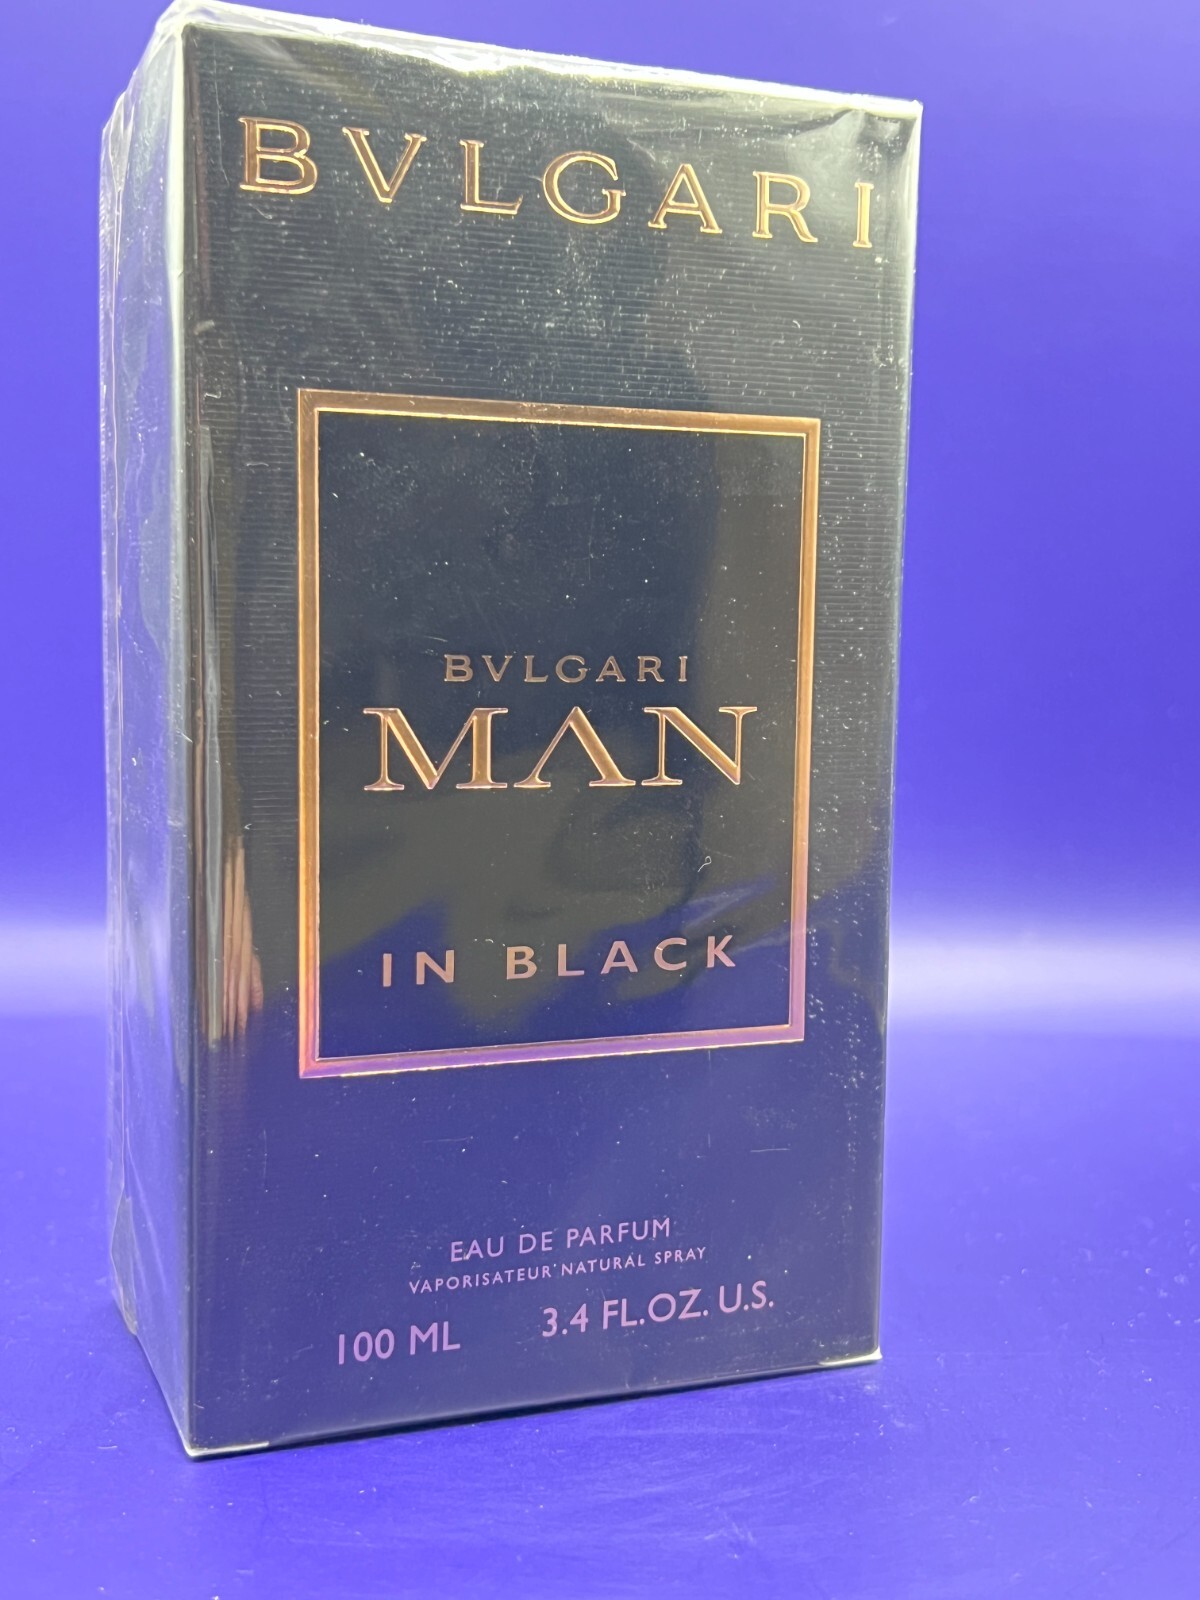 BVLGARI
BVLGARI
MAN
IN BLACK
EAU DE PARFUM
VAPORISATEUR NATURAL SPRAY
100 ML 3.4 FL.OZ. U.S.